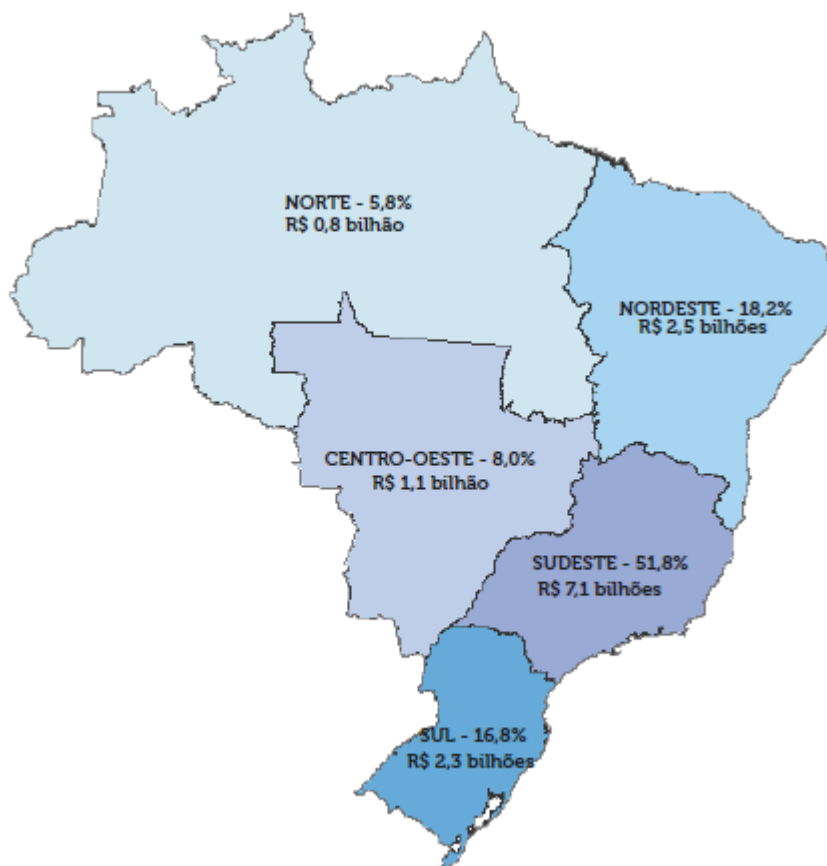 NORTE - 5,8%
R$ 0,8 bilhão
NORDESTE - 18,2%
R$ 2,5 bilhões
CENTRO-OESTE - 8,0%
R$ 1,1 bilhão
SUDESTE - 51,8%
R$ 7,1 bilhões
SUL - 16,8%
R$ 2,3 bilhões